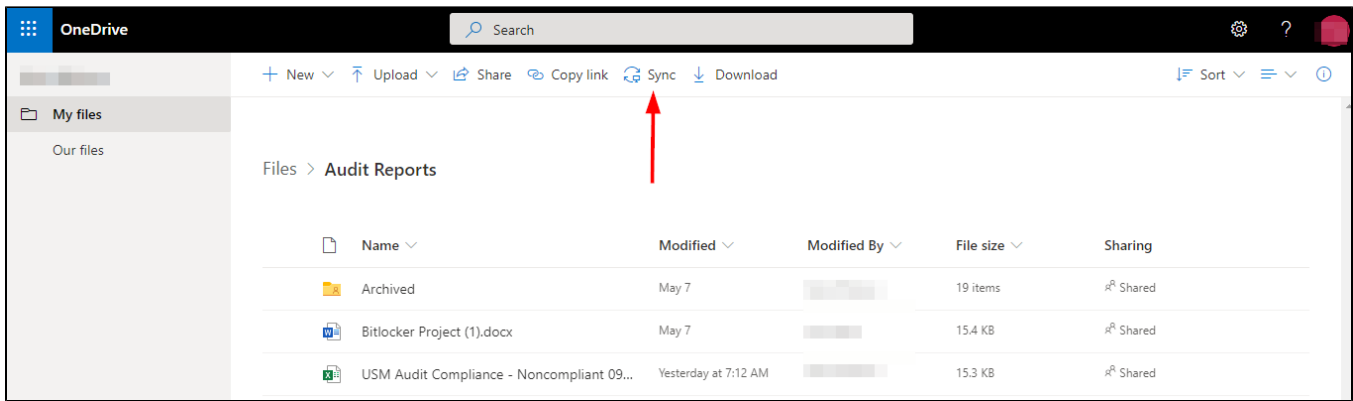 OneDrive
Search
?
New Upload Share Copy link Sync Download Sort
My files
Our files
Files > Audit Reports
Name Modified Modified By File size Sharing
Archived May 7 19 items Shared
Bitlocker Project (1).docx May 7 15.4 KB Shared
USM Audit Compliance - Noncompliant 09... Yesterday at 7:12 AM 15.3 KB Shared